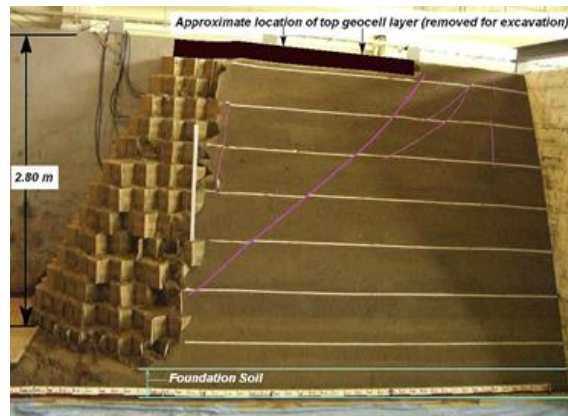 Approximate location of top geocell layer (removed for excavation)
2.80 m
Foundation Soil